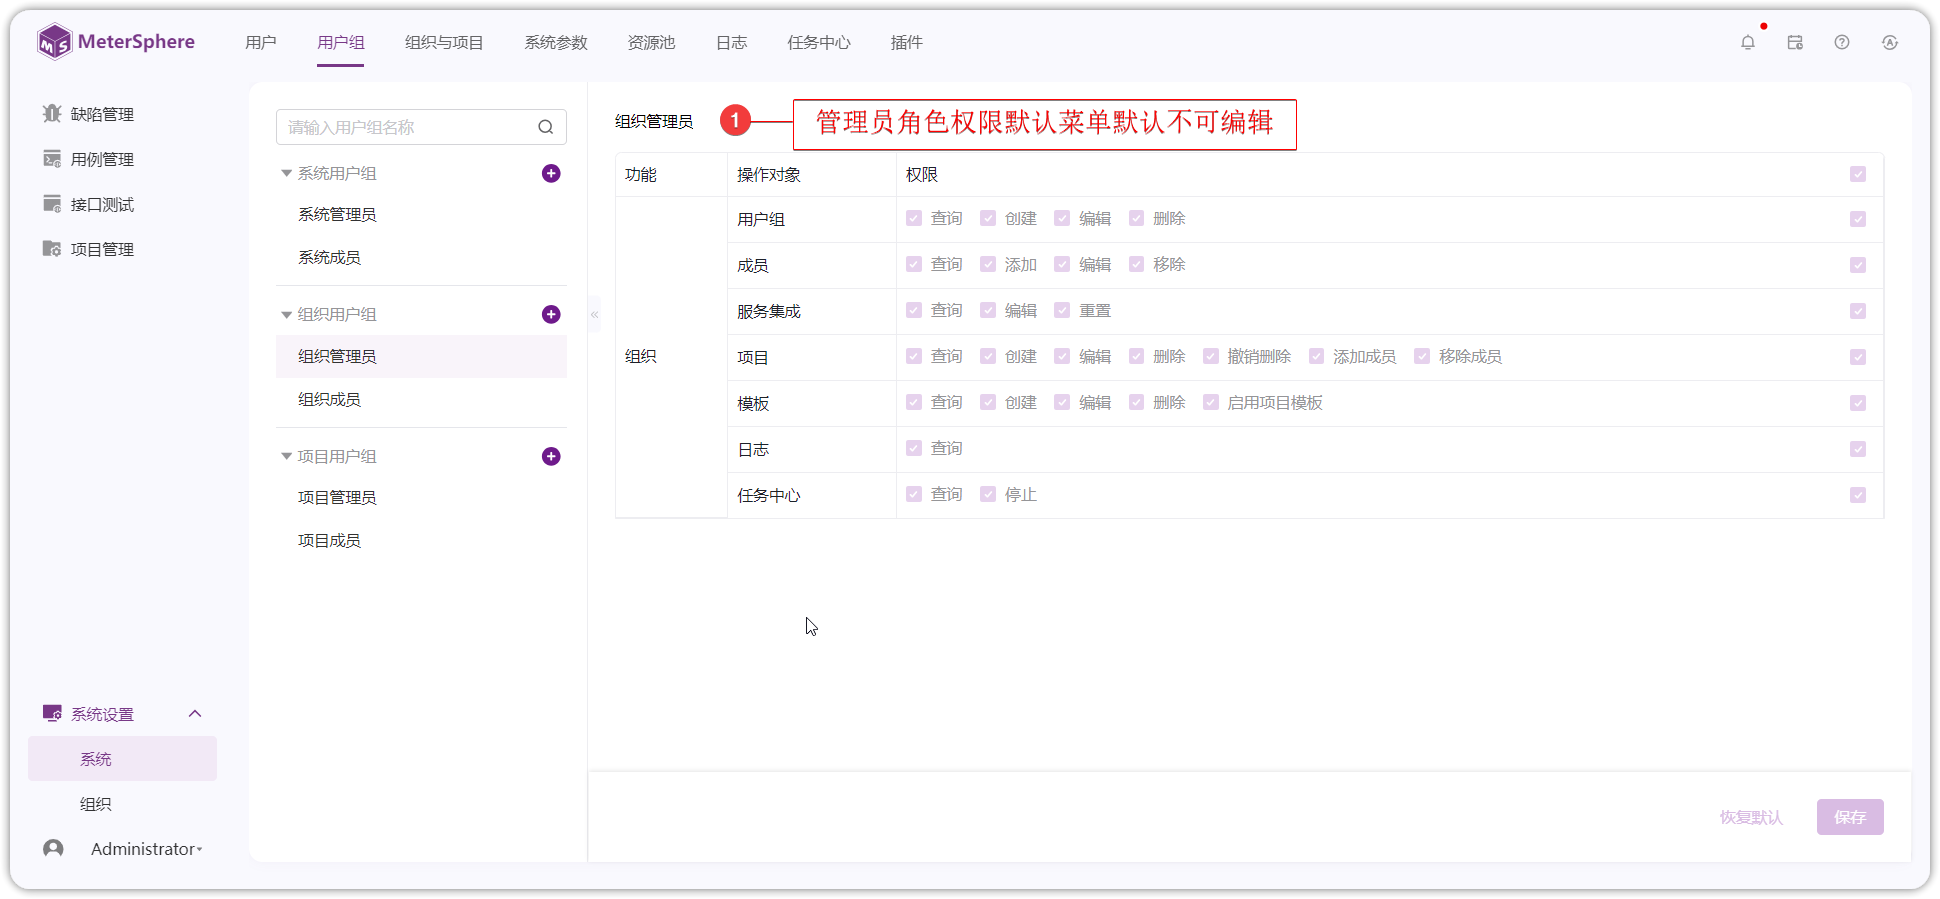 MeterSphere
用户 用户组 组织与项目 系统参数 资源池 日志 任务中心 插件
缺陷管理
用例管理
接口测试
项目管理
系统设置
系统
组织
Administrator
请输入用户组名称
系统用户组
系统管理员
系统成员
组织用户组
组织管理员
组织成员
项目用户组
项目管理员
项目成员
组织管理员 1 管理员角色权限默认菜单默认不可编辑
功能 操作对象 权限
组织
用户组 查询 创建 编辑 删除
成员 查询 添加 编辑 移除
服务集成 查询 编辑 重置
项目 查询 创建 编辑 删除 撤销删除 添加成员 移除成员
模板 查询 创建 编辑 删除 启用项目模板
日志 查询
任务中心 查询 停止
恢复默认 保存